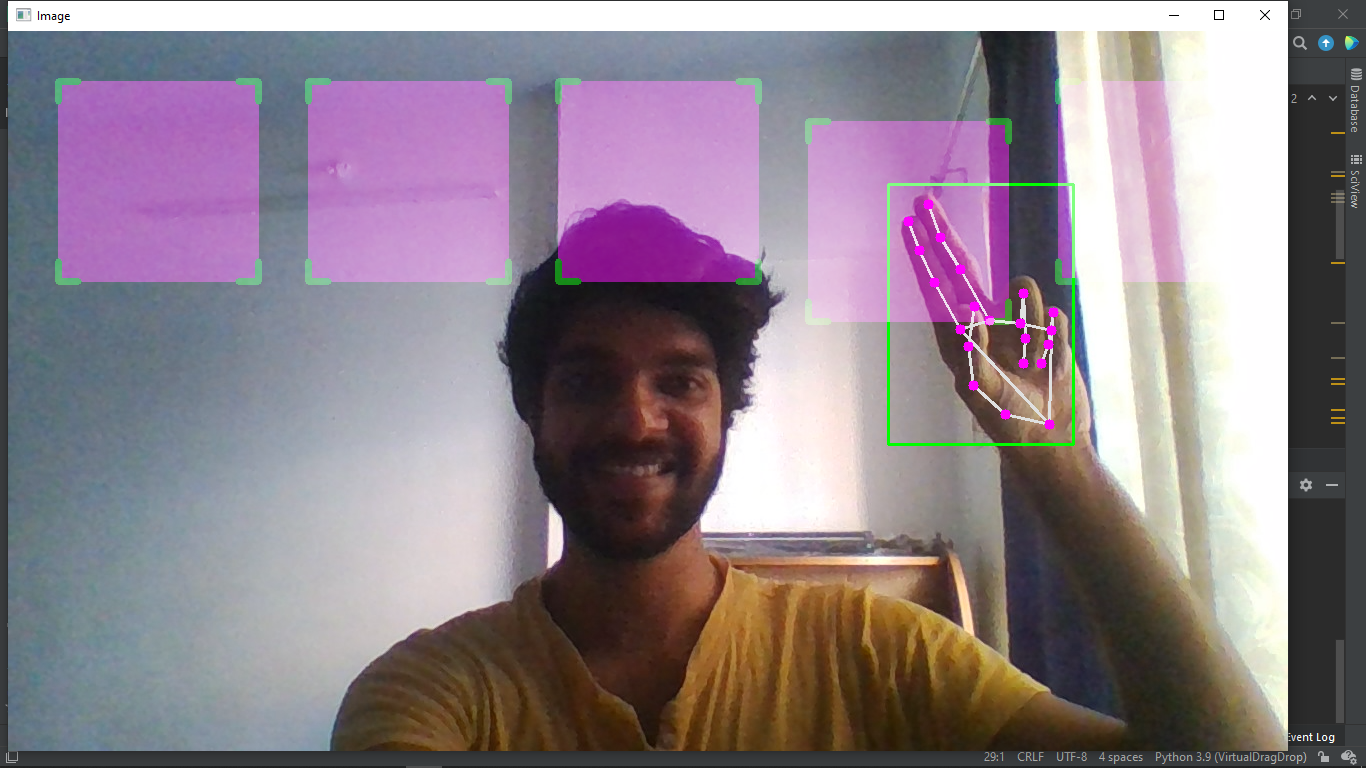 Image
2
Database
SciView
Event Log
29:1 CRLF UTF-8 4 spaces Python 3.9 (VirtualDragDrop)